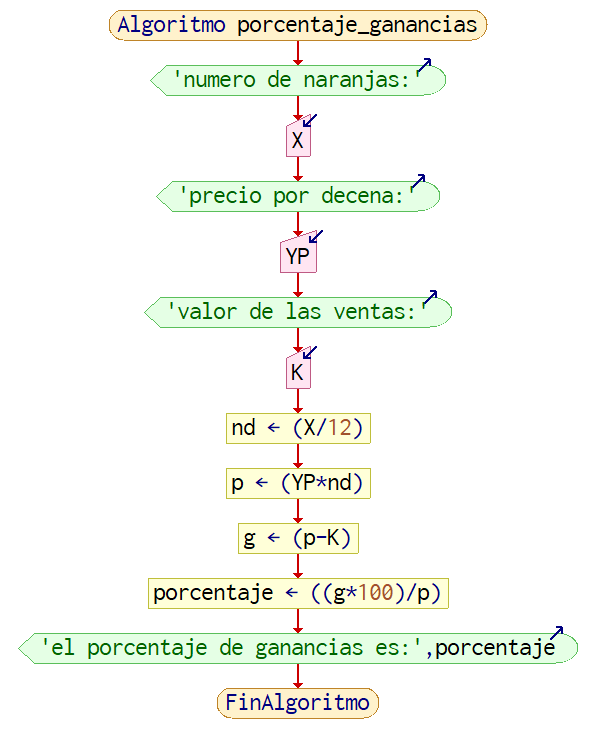 Algoritmo porcentaje_ganancias
'numero de naranjas:'
X
'precio por decena:'
YP
'valor de las ventas:'
K
nd ← (X/12)
p ← (YP*nd)
g ← (p-K)
porcentaje ← ((g*100)/p)
'el porcentaje de ganancias es:',porcentaje
FinAlgoritmo